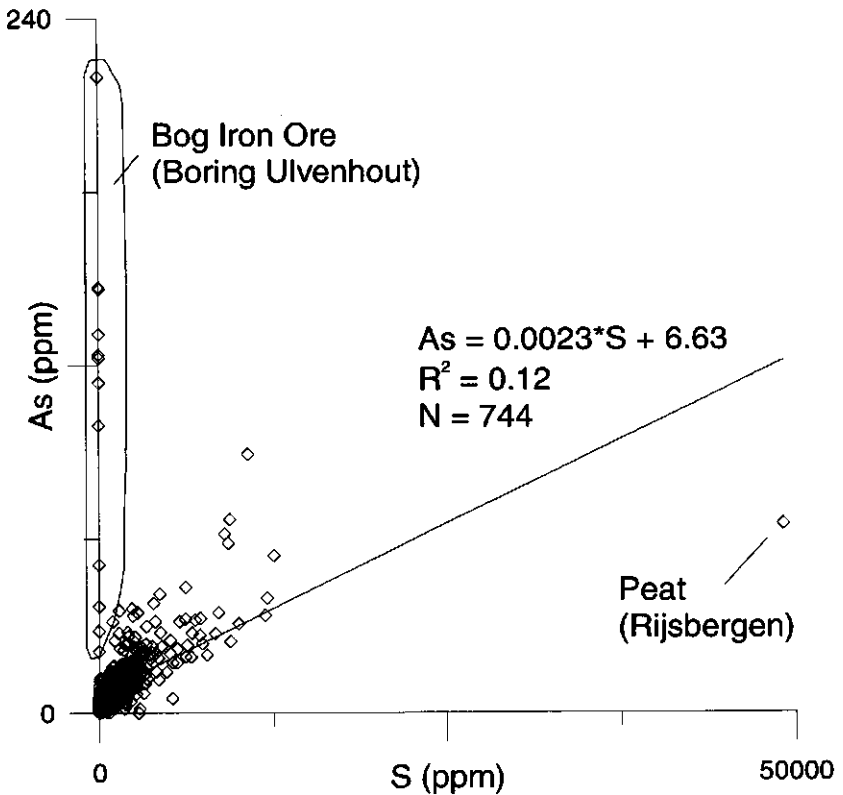 240
Bog Iron Ore
(Boring Ulvenhout)
As (ppm)
As = 0.0023*S + 6.63
R² = 0.12
N = 744
Peat
(Rijsbergen)
0
0
S (ppm)
50000